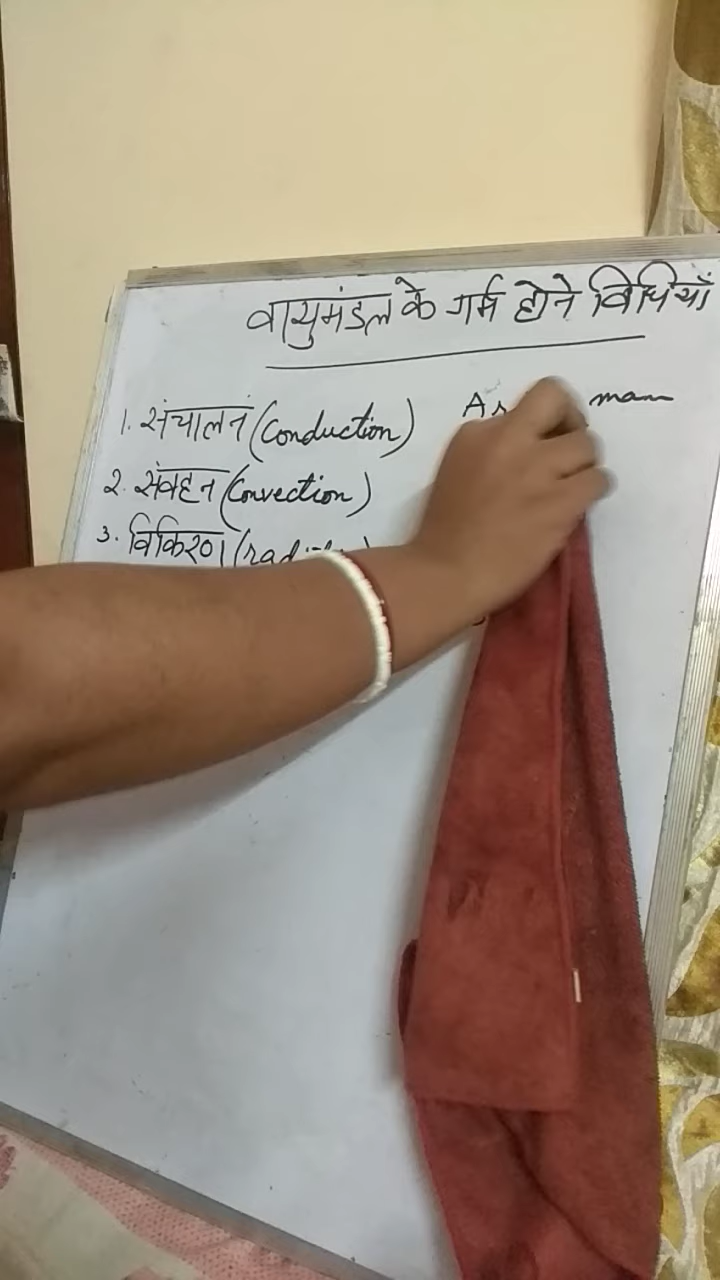 वायुमंडल के गर्म होने विधियाँ
1. संचालन (Conduction)
2. संवहन (Convection)
3. विकिरण